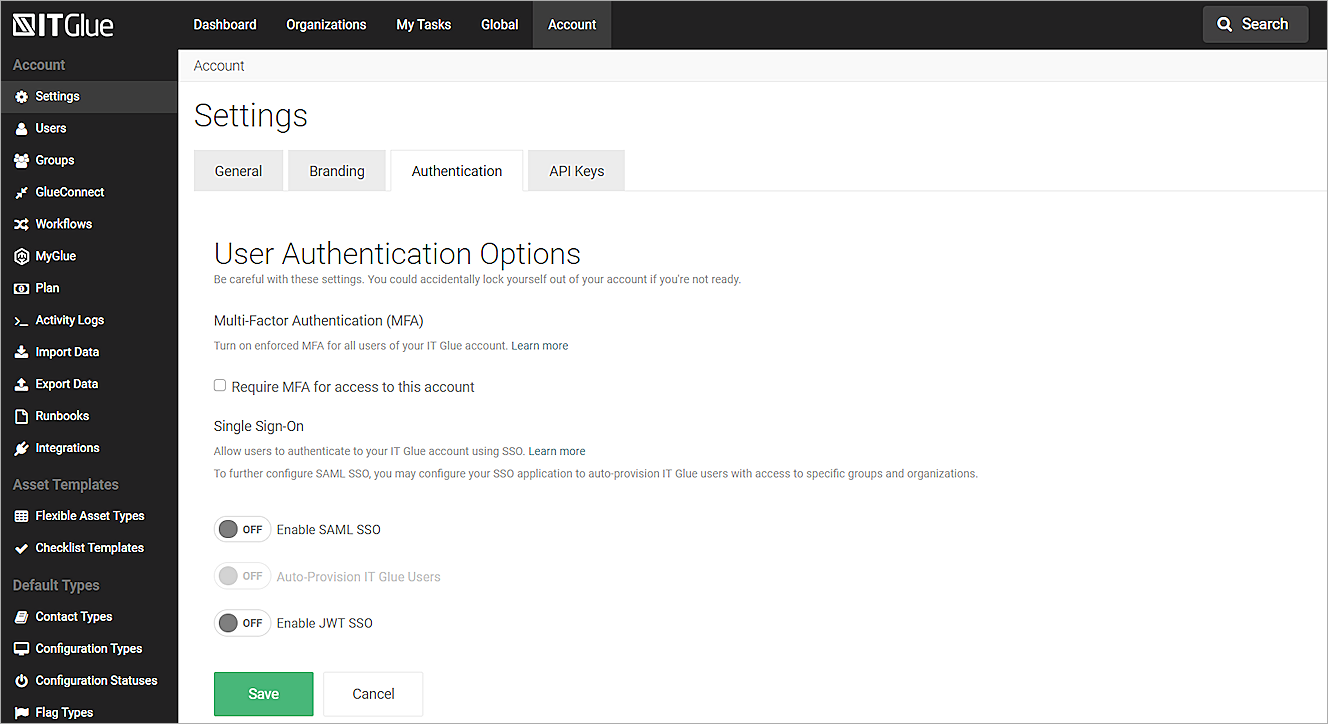 ITGlue
Dashboard
Organizations
My Tasks
Global
Account
Search
Account
Settings
Users
Groups
GlueConnect
Workflows
MyGlue
Plan
Activity Logs
Import Data
Export Data
Runbooks
Integrations
Asset Templates
Flexible Asset Types
Checklist Templates
Default Types
Contact Types
Configuration Types
Configuration Statuses
Flag Types
Account
Settings
General
Branding
Authentication
API Keys
User Authentication Options
Be careful with these settings. You could accidentally lock yourself out of your account if you're not ready.
Multi-Factor Authentication (MFA)
Turn on enforced MFA for all users of your IT Glue account. Learn more
Require MFA for access to this account
Single Sign-On
Allow users to authenticate to your IT Glue account using SSO. Learn more
To further configure SAML SSO, you may configure your SSO application to auto-provision IT Glue users with access to specific groups and organizations.
OFF Enable SAML SSO
OFF Auto-Provision IT Glue Users
OFF Enable JWT SSO
Save
Cancel